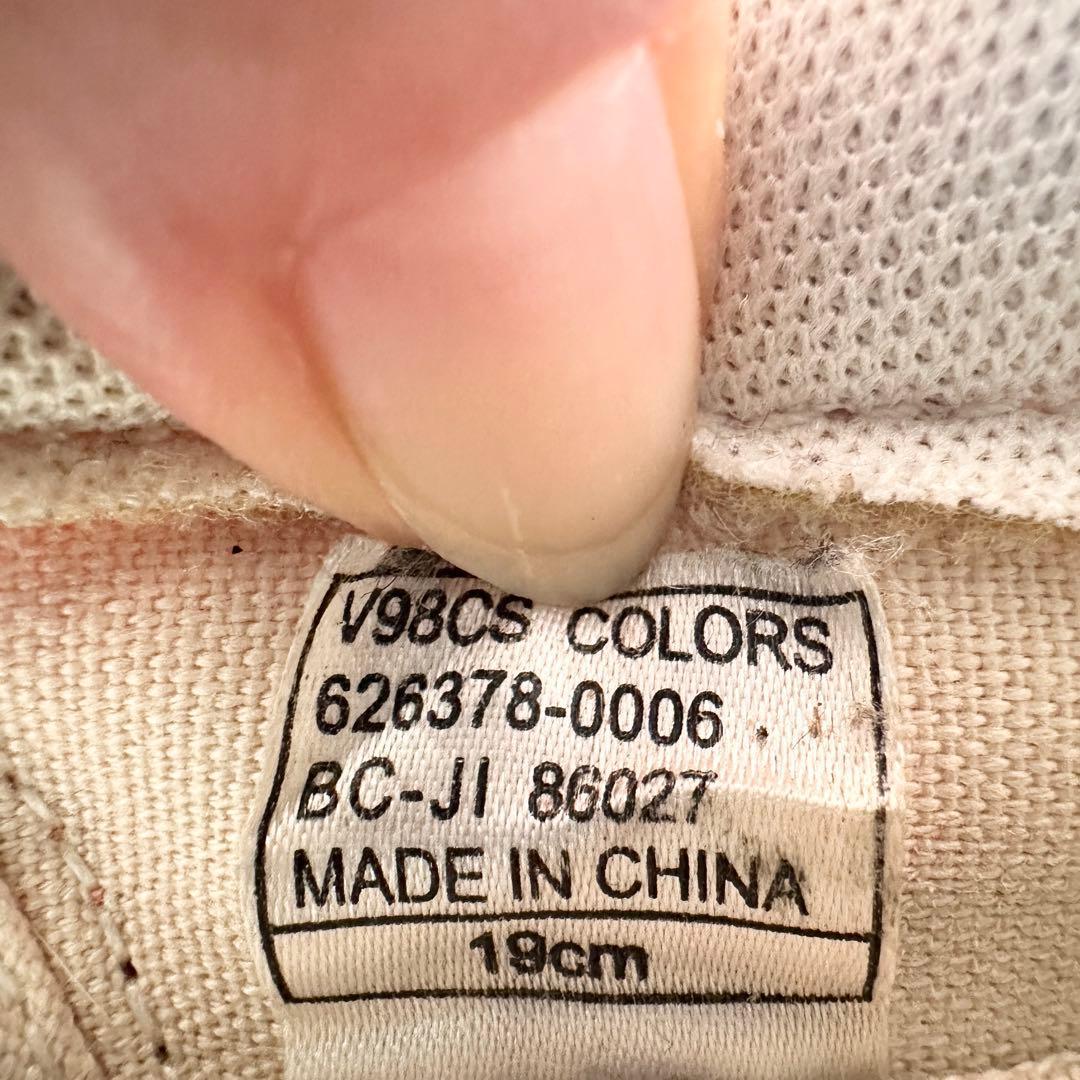 V98CS COLORS
626378-0006
BC-JI 86027
MADE IN CHINA
19cm